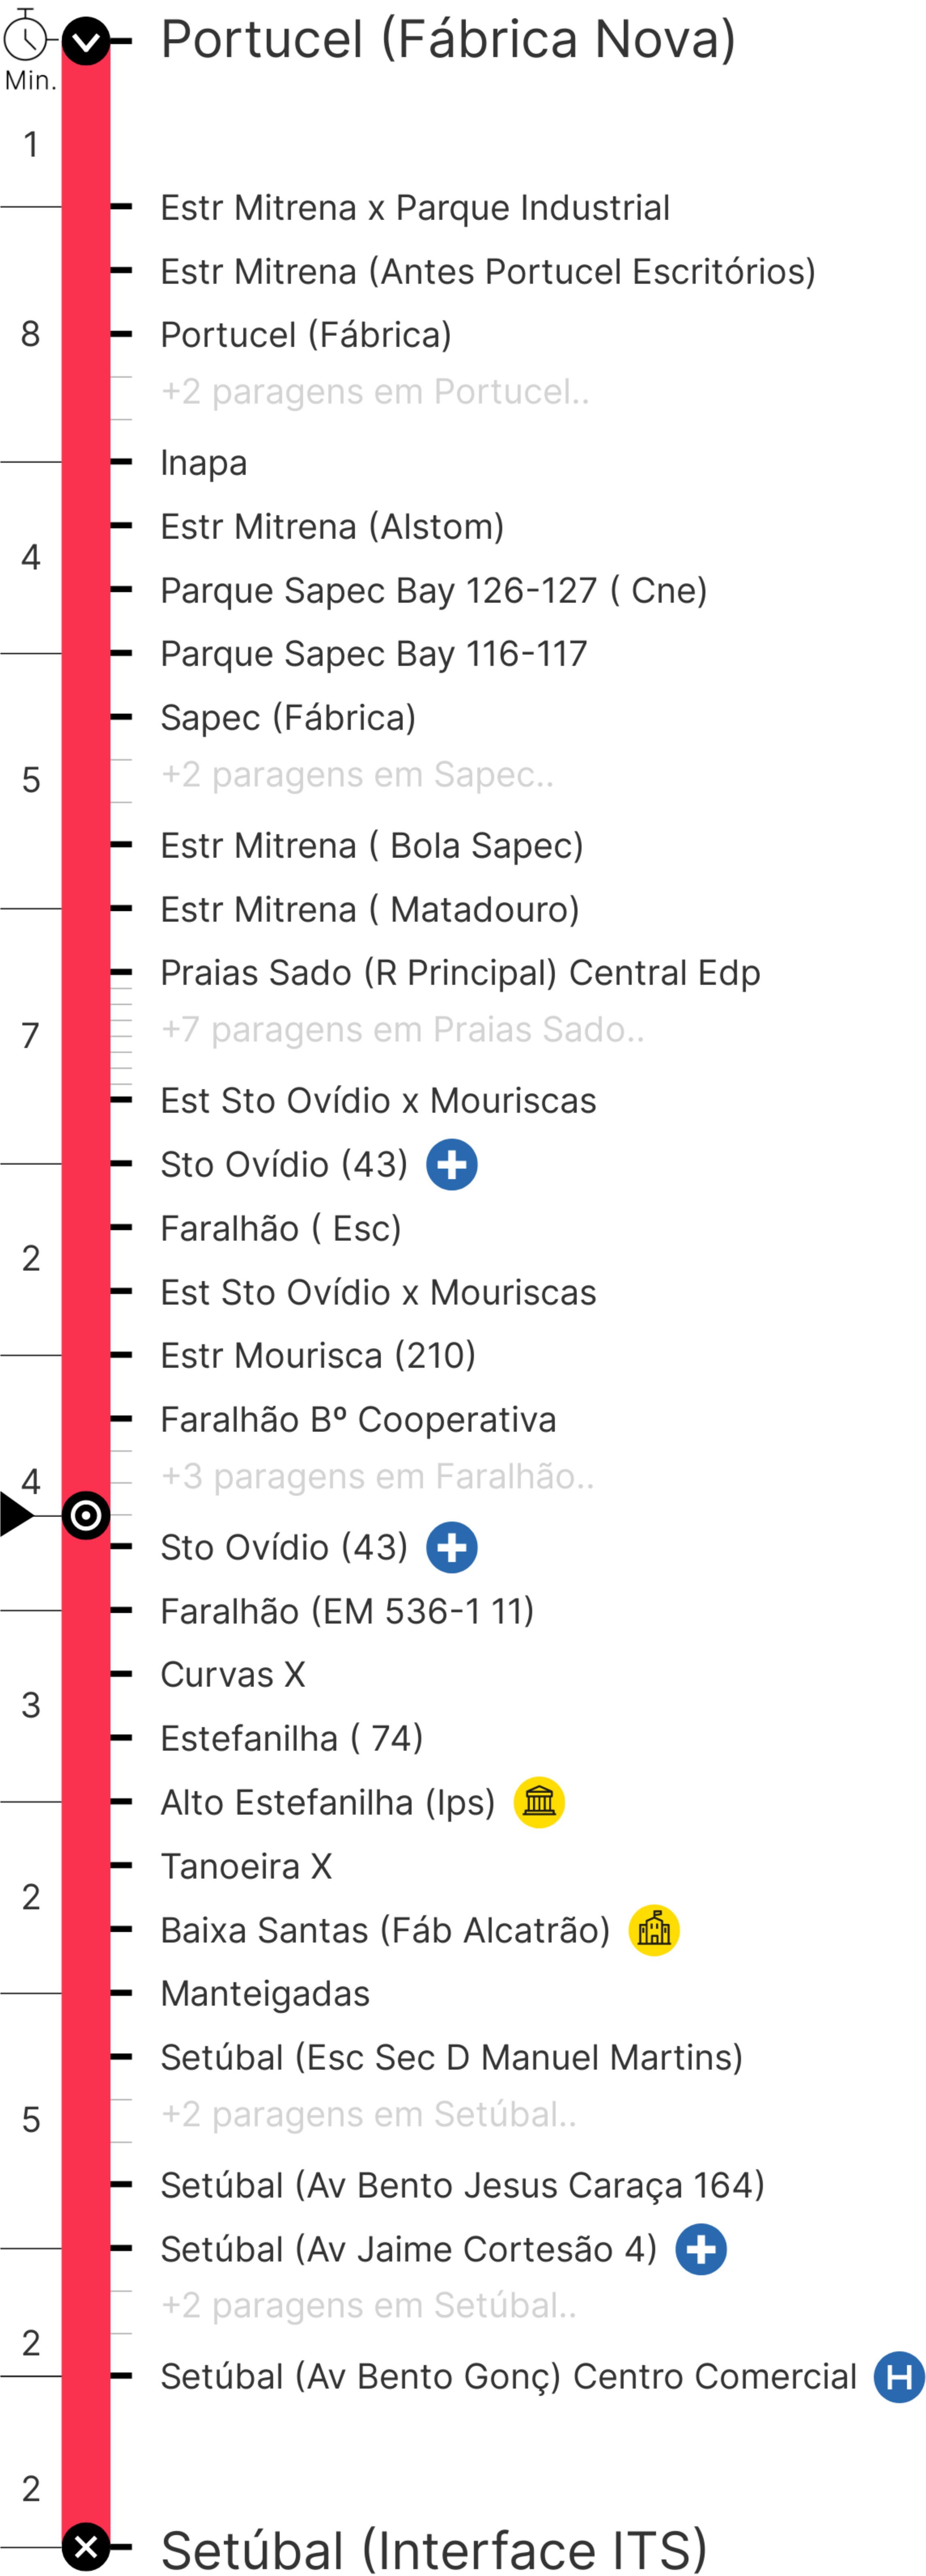 Portucel (Fábrica Nova)
Min.
1
Estr Mitrena x Parque Industrial
Estr Mitrena (Antes Portucel Escritórios)
8
Portucel (Fábrica)
+2 paragens em Portucel..
Inapa
Estr Mitrena (Alstom)
4
Parque Sapec Bay 126-127 ( Cne)
Parque Sapec Bay 116-117
Sapec (Fábrica)
5
+2 paragens em Sapec..
Estr Mitrena ( Bola Sapec)
Estr Mitrena ( Matadouro)
Praias Sado (R Principal) Central Edp
7
+7 paragens em Praias Sado..
Est Sto Ovídio x Mouriscas
Sto Ovídio (43)
Faralhão ( Esc)
2
Est Sto Ovídio x Mouriscas
Estr Mourisca (210)
Faralhão Bº Cooperativa
4
+3 paragens em Faralhão..
Sto Ovídio (43)
Faralhão (EM 536-1 11)
Curvas X
3
Estefanilha ( 74)
Alto Estefanilha (Ips)
Tanoeira X
2
Baixa Santas (Fáb Alcatrão)
Manteigadas
Setúbal (Esc Sec D Manuel Martins)
5
+2 paragens em Setúbal..
Setúbal (Av Bento Jesus Caraça 164)
Setúbal (Av Jaime Cortesão 4)
+2 paragens em Setúbal..
2
Setúbal (Av Bento Gonç) Centro Comercial H
2
Setúbal (Interface ITS)